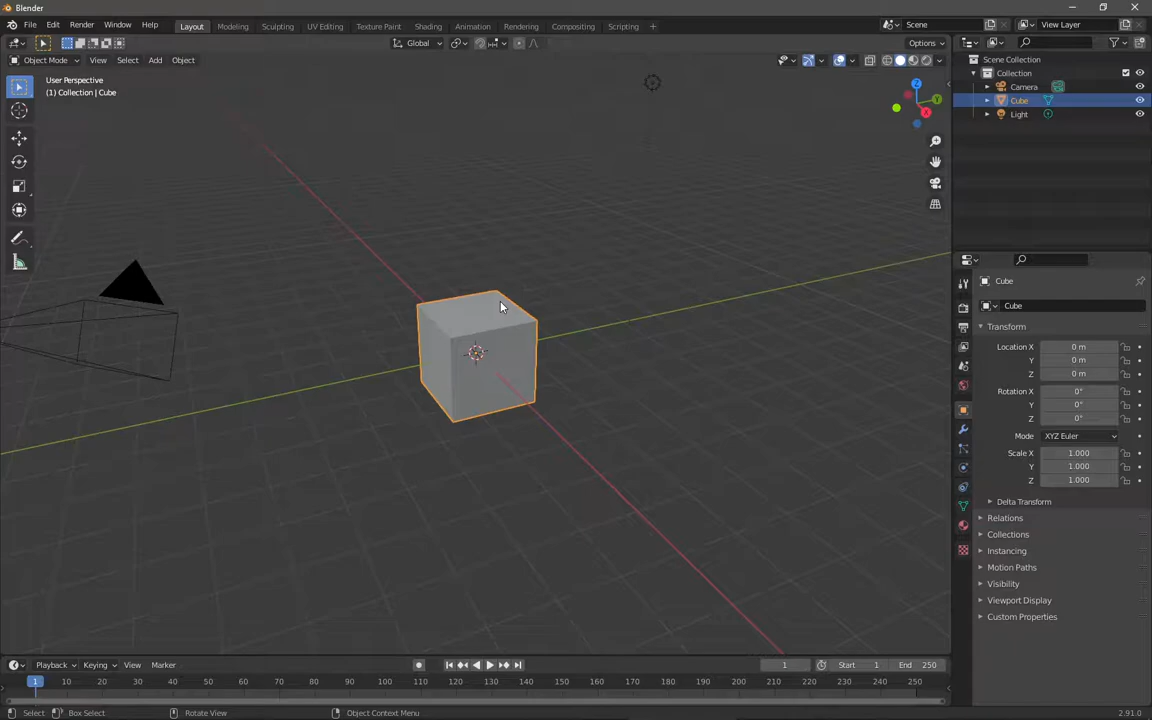 Blender
File Edit Render Window Help Layout Modeling Sculpting UV Editing Texture Paint Shading Animation Rendering Compositing Scripting + Scene View Layer
Global Options
Object Mode View Select Add Object
User Perspective
(1) Collection | Cube
Z
Y
X
Scene Collection
Collection
Camera
Cube
Light
Cube
Cube
Transform
Location X 0 m
Y 0 m
Z 0 m
Rotation X 0°
Y 0°
Z 0°
Mode XYZ Euler
Scale X 1.000
Y 1.000
Z 1.000
Delta Transform
Relations
Collections
Instancing
Motion Paths
Visibility
Viewport Display
Custom Properties
Playback Keying View Marker 1 Start 1 End 250
1 10 20 30 40 50 60 70 80 90 100 110 120 130 140 150 160 170 180 190 200 210 220 230 240 250
Select Box Select Rotate View Object Context Menu 2.91.0